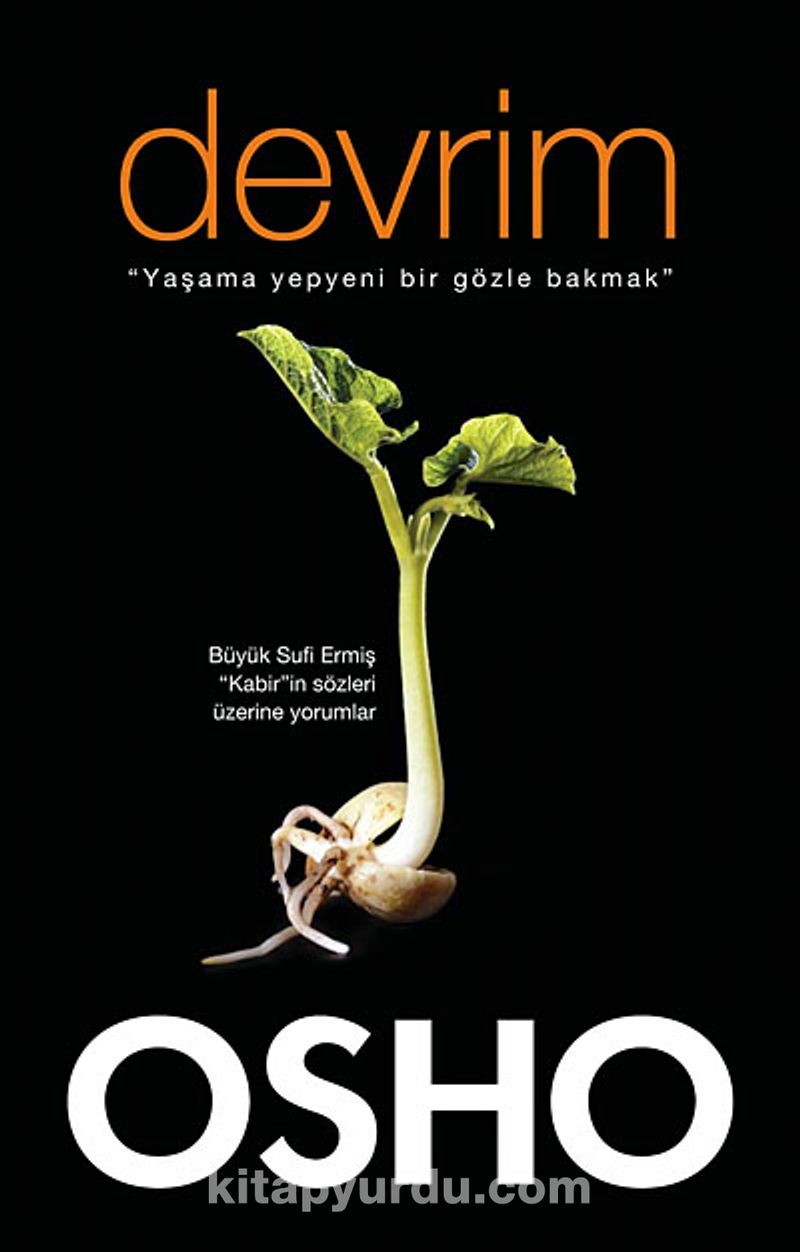 devrim
“Yaşama yepyeni bir gözle bakmak”
Büyük Sufi Ermiş
“Kabir”in sözleri
üzerine yorumlar
OSHO
kitapyurdu.com